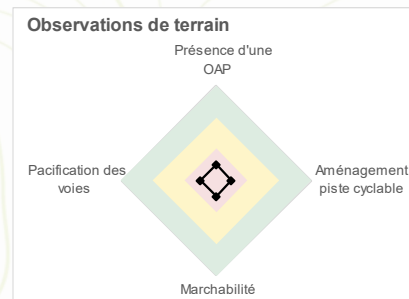 Observations de terrain
Présence d'une
OAP
Pacification des
voies
Aménagement
piste cyclable
Marchabilité